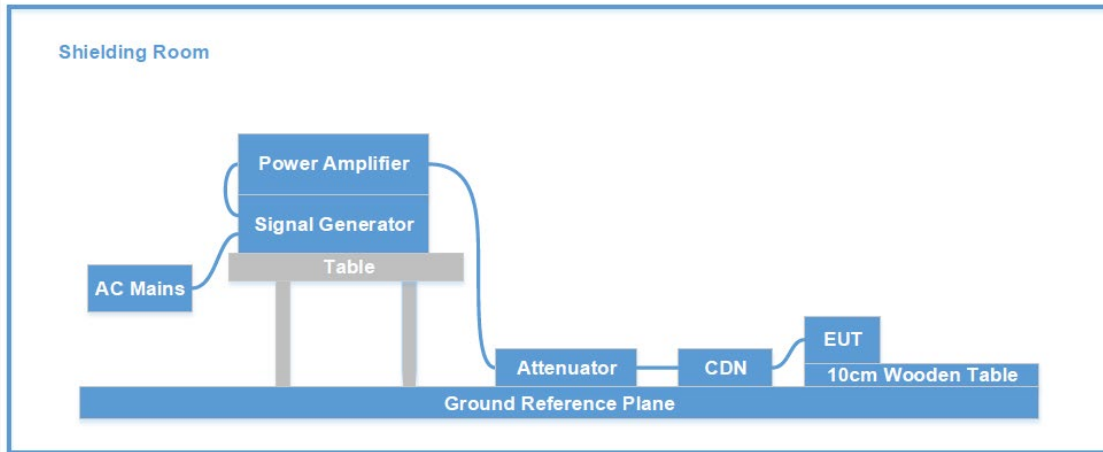 Shielding Room
Power Amplifier
Signal Generator
Table
AC Mains
EUT
Attenuator
CDN
10cm Wooden Table
Ground Reference Plane